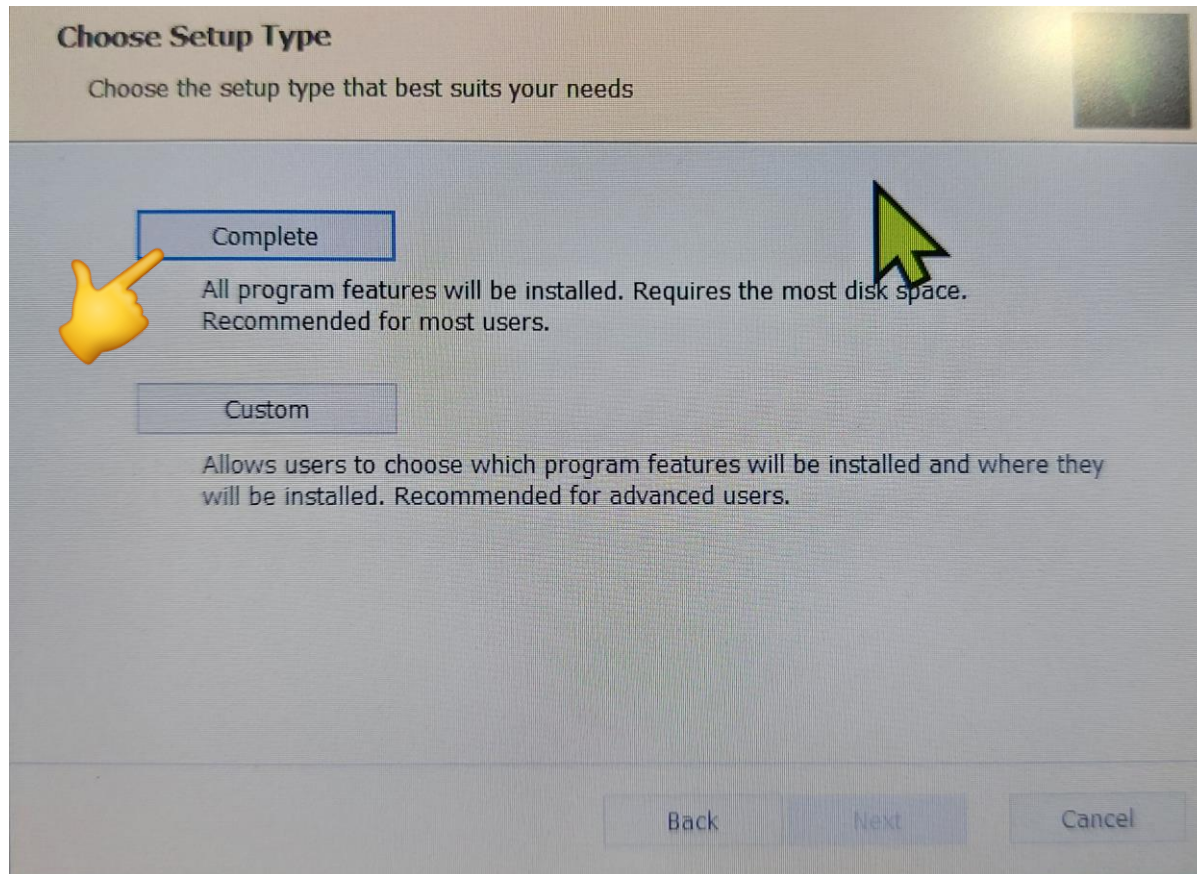 Choose Setup Type
Choose the setup type that best suits your needs
Complete
All program features will be installed. Requires the most disk space.
Recommended for most users.
Custom
Allows users to choose which program features will be installed and where they
will be installed. Recommended for advanced users.
Back Next Cancel